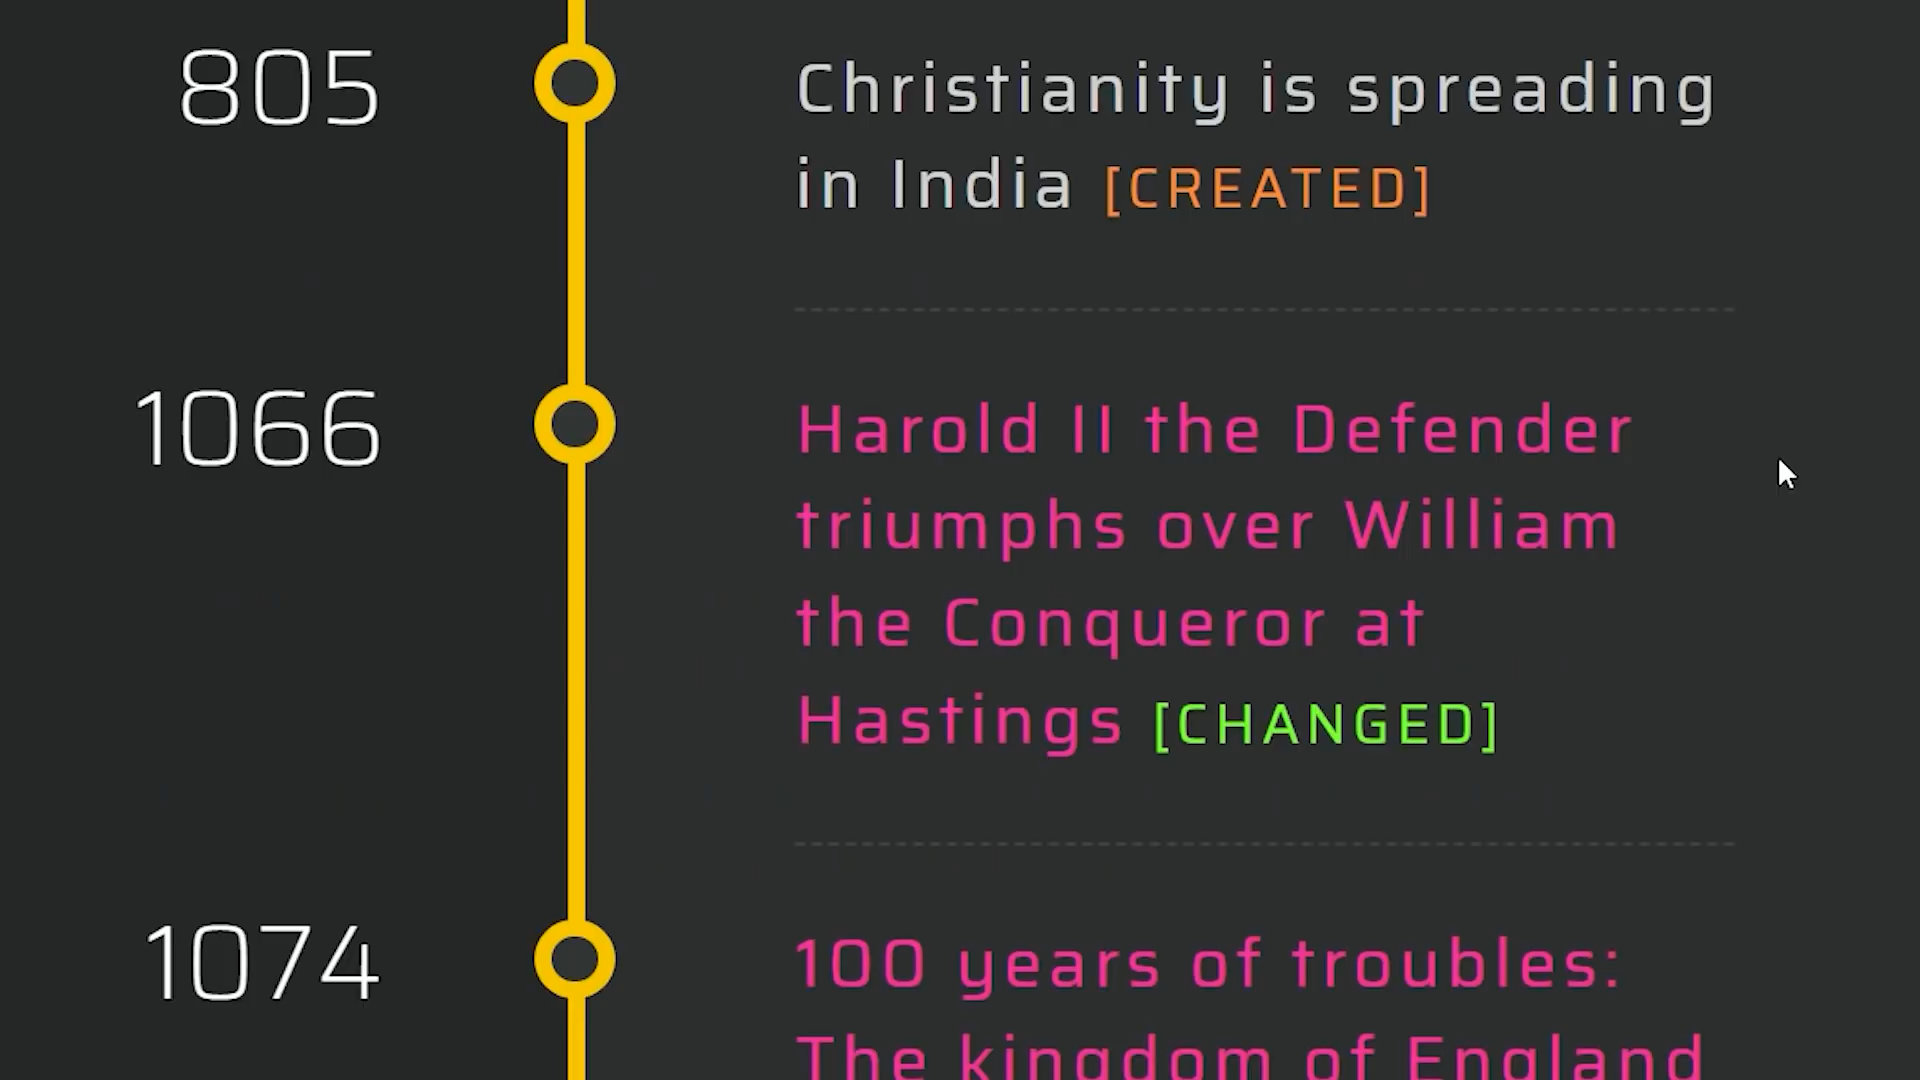 805
Christianity is spreading
in India [CREATED]
1066
Harold II the Defender
triumphs over William
the Conqueror at
Hastings [CHANGED]
1074
100 years of troubles:
The kingdom of England